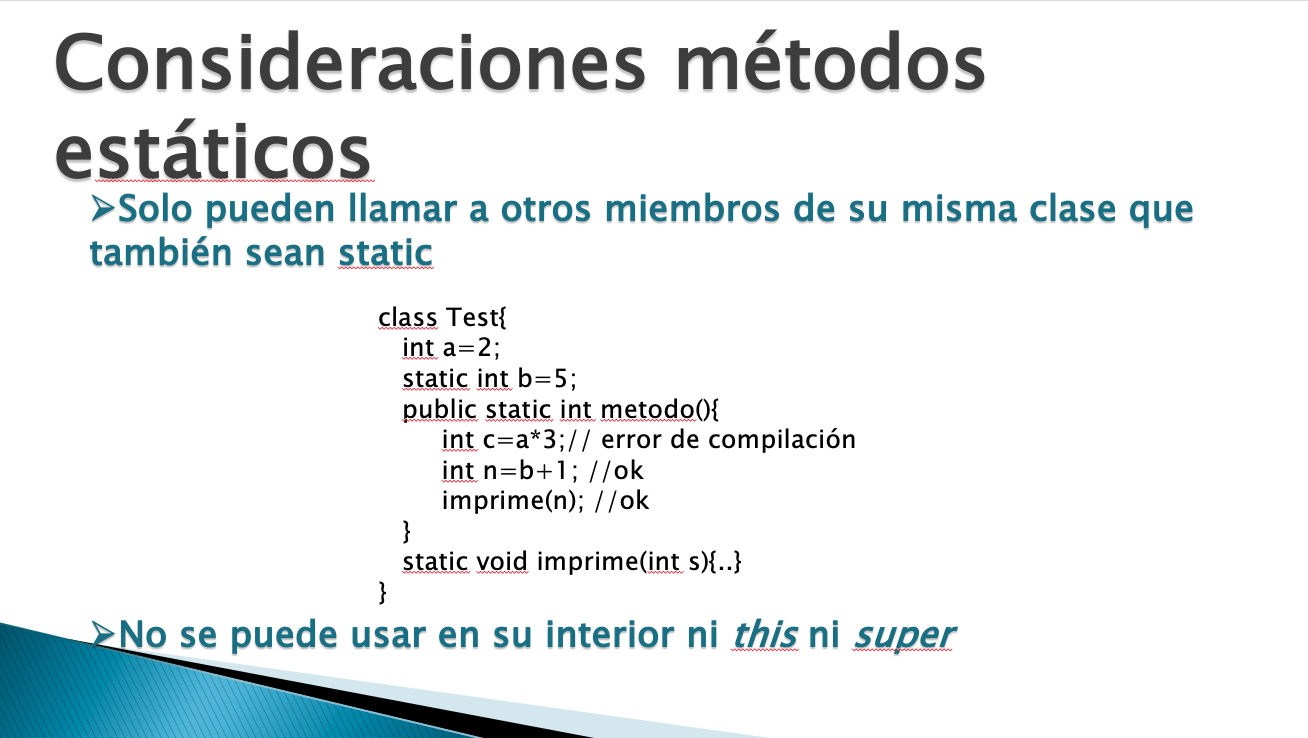 Consideraciones métodos
estáticos
➢Solo pueden llamar a otros miembros de su misma clase que
también sean static
class Test{
int a=2;
static int b=5;
public static int metodo(){
int c=a*3;// error de compilación
int n=b+1; //ok
imprime(n); //ok
}
static void imprime(int s){..}
}
➢No se puede usar en su interior ni this ni super